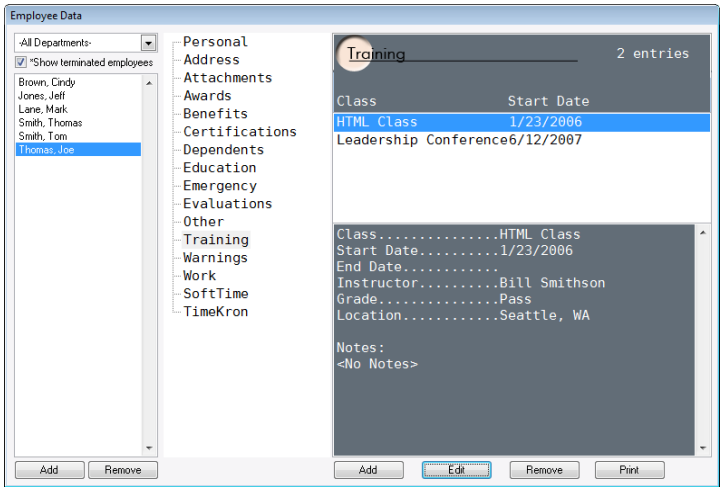 Employee Data
-All Departments-
*Show terminated employees
Brown, Cindy
Jones, Jeff
Lane, Mark
Smith, Thomas
Smith, Tom
Thomas, Joe
Add Remove
Personal
Address
Attachments
Awards
Benefits
Certifications
Dependents
Education
Emergency
Evaluations
Other
Training
Warnings
Work
SoftTime
TimeKron
Training 2 entries
Class Start Date
HTML Class 1/23/2006
Leadership Conference6/12/2007
Class...............HTML Class
Start Date..........1/23/2006
End Date............
Instructor..........Bill Smithson
Grade...............Pass
Location............Seattle, WA
Notes:
<No Notes>
Add Edit Remove Print